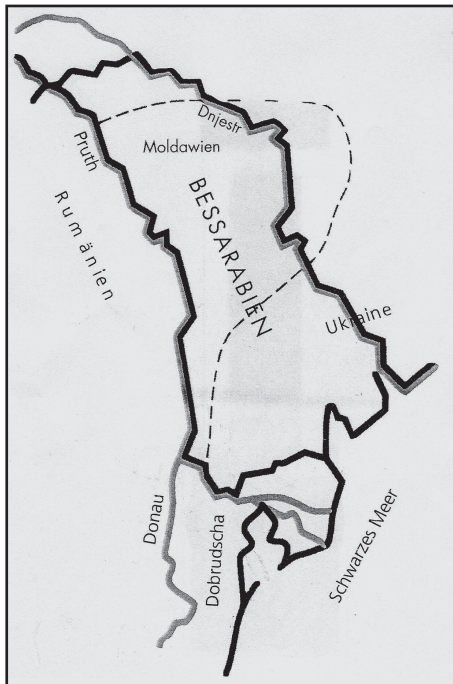 Dnjestr
Moldawien
Pruth
Rumänien
BESSARABIEN
Ukraine
Donau
Dobrudscha
Schwarzes Meer